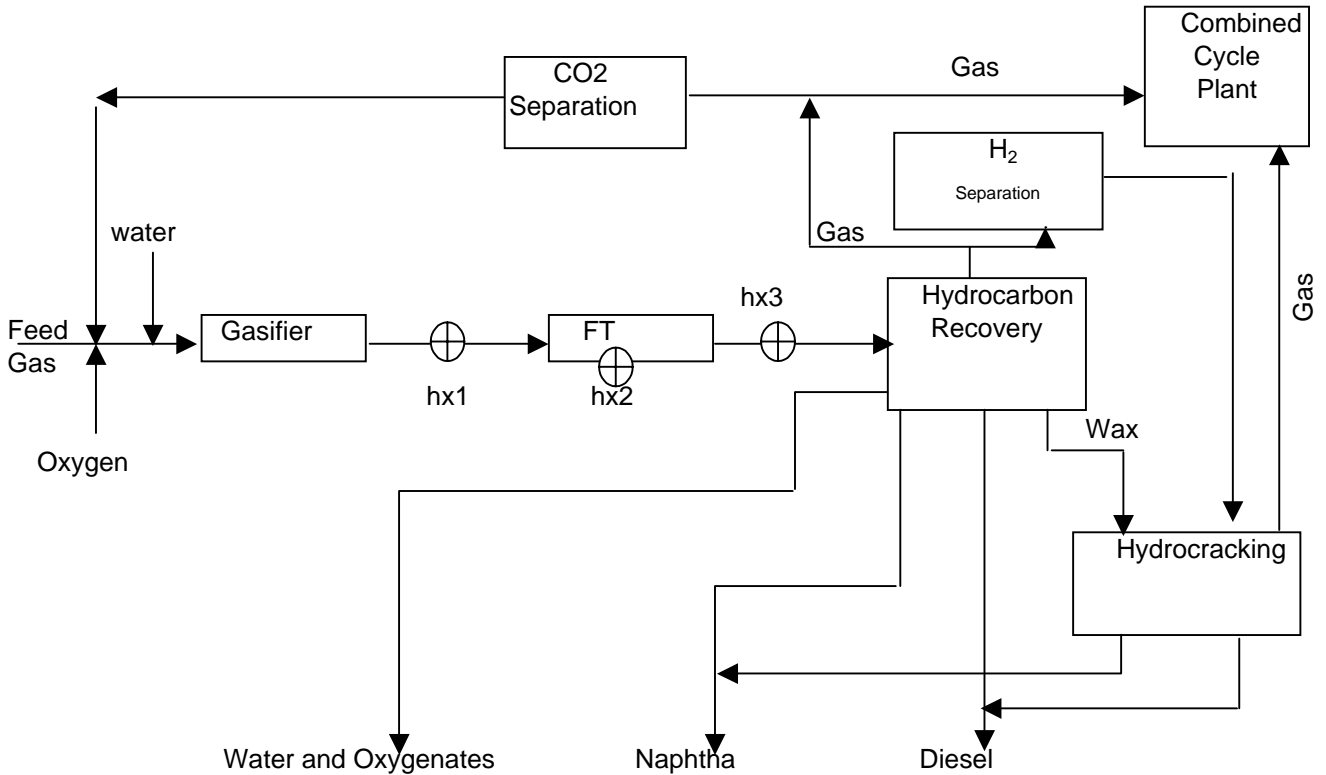 Combined
Cycle
Plant
CO2
Separation
Gas
H₂
Separation
water
Gas
Gas
hx3
Hydrocarbon
Recovery
Feed
Gas
Gasifier
FT
hx1
hx2
Wax
Oxygen
Hydrocracking
Water and Oxygenates
Naphtha
Diesel